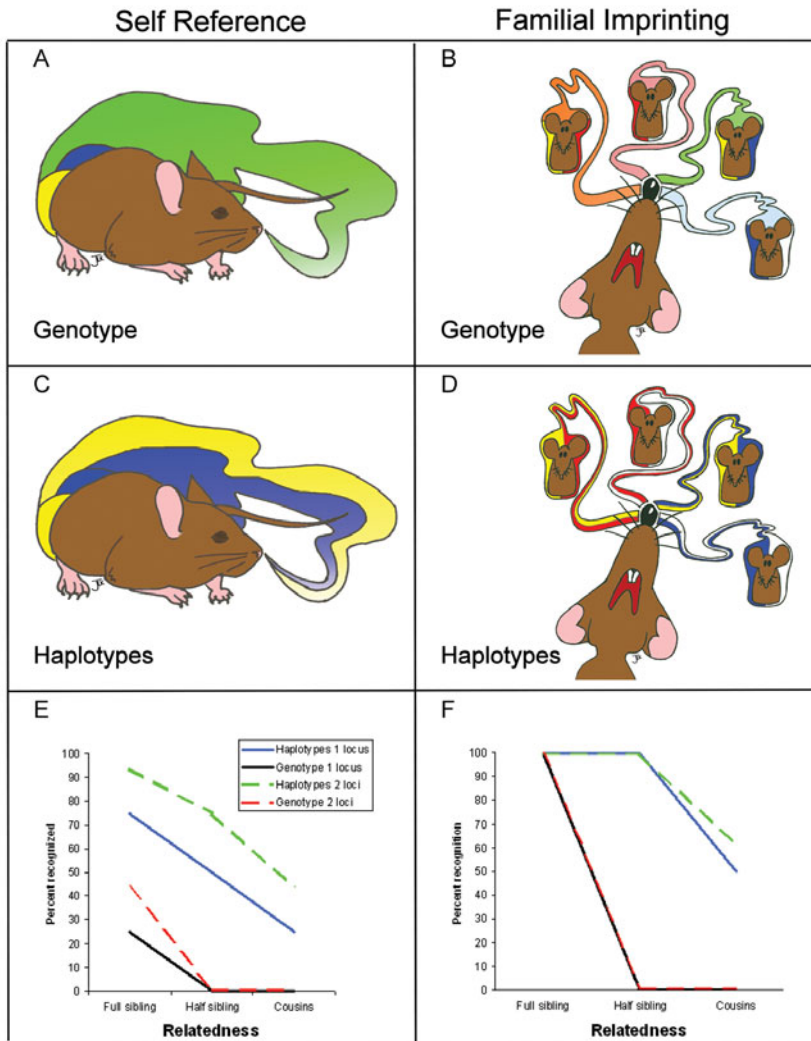 Self Reference
Familial Imprinting
A
Genotype
B
Genotype
C
Haplotypes
D
Haplotypes
E
Percent recognized
100
90
80
70
60
50
40
30
20
10
0
Haplotypes 1 locus
Genotype 1 locus
Haplotypes 2 loci
Genotype 2 loci
Full sibling Half sibling Cousins
Relatedness
F
Percent recognition
100
90
80
70
60
50
40
30
20
10
0
Full sibling Half sibling Cousins
Relatedness